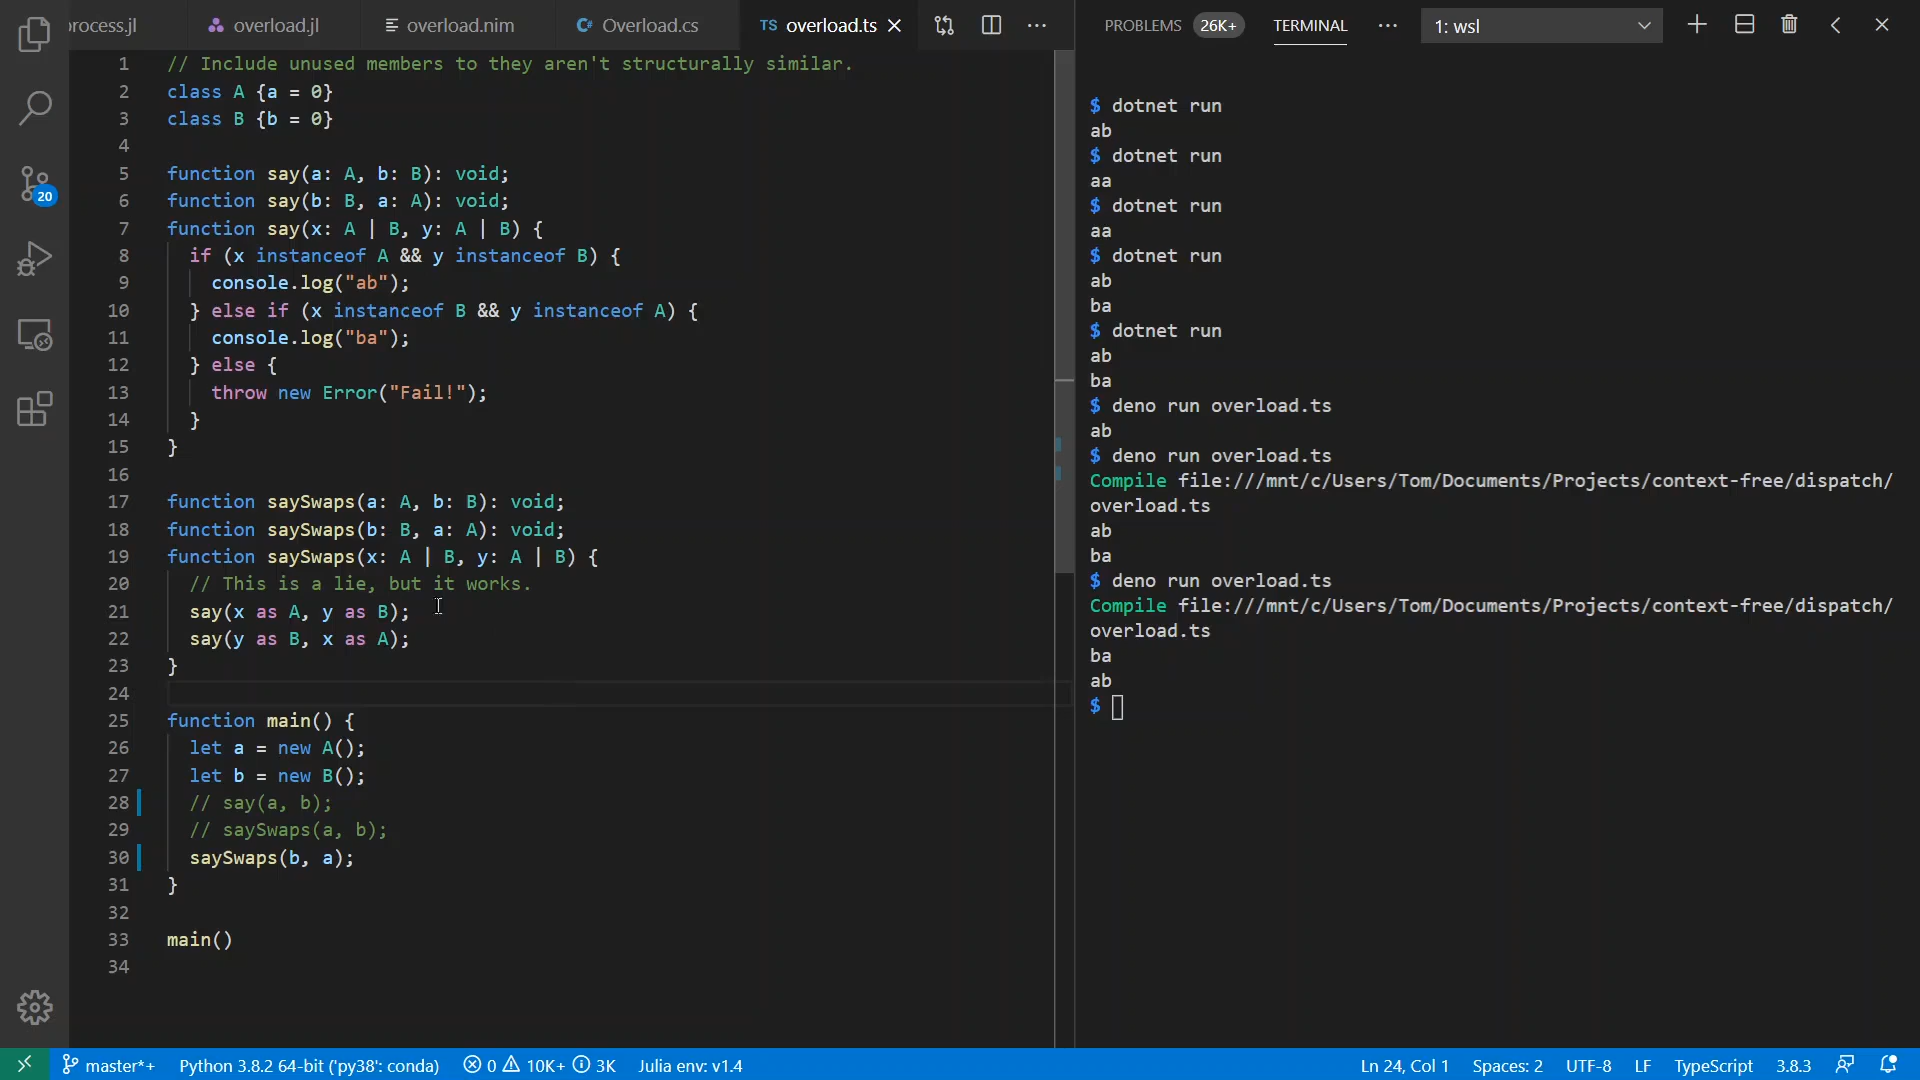 process.jl
overload.jl
overload.nim
C# Overload.cs
TS overload.ts
PROBLEMS 26K+ TERMINAL 1: wsl
1 // Include unused members to they aren't structurally similar.
2 class A {a = 0}
3 class B {b = 0}
4
5 function say(a: A, b: B): void;
6 function say(b: B, a: A): void;
7 function say(x: A | B, y: A | B) {
8 if (x instanceof A && y instanceof B) {
9 console.log("ab");
10 } else if (x instanceof B && y instanceof A) {
11 console.log("ba");
12 } else {
13 throw new Error("Fail!");
14 }
15 }
16
17 function saySwaps(a: A, b: B): void;
18 function saySwaps(b: B, a: A): void;
19 function saySwaps(x: A | B, y: A | B) {
20 // This is a lie, but it works.
21 say(x as A, y as B);
22 say(y as B, x as A);
23 }
24
25 function main() {
26 let a = new A();
27 let b = new B();
28 // say(a, b);
29 // saySwaps(a, b);
30 saySwaps(b, a);
31 }
32
33 main()
34
$ dotnet run
ab
$ dotnet run
aa
$ dotnet run
aa
$ dotnet run
ab
ba
$ dotnet run
ab
ba
$ deno run overload.ts
ab
$ deno run overload.ts
Compile file:///mnt/c/Users/Tom/Documents/Projects/context-free/dispatch/
overload.ts
ab
ba
$ deno run overload.ts
Compile file:///mnt/c/Users/Tom/Documents/Projects/context-free/dispatch/
overload.ts
ba
ab
$
20
master*+ Python 3.8.2 64-bit ('py38': conda) 0 10K+ 3K Julia env: v1.4 Ln 24, Col 1 Spaces: 2 UTF-8 LF TypeScript 3.8.3